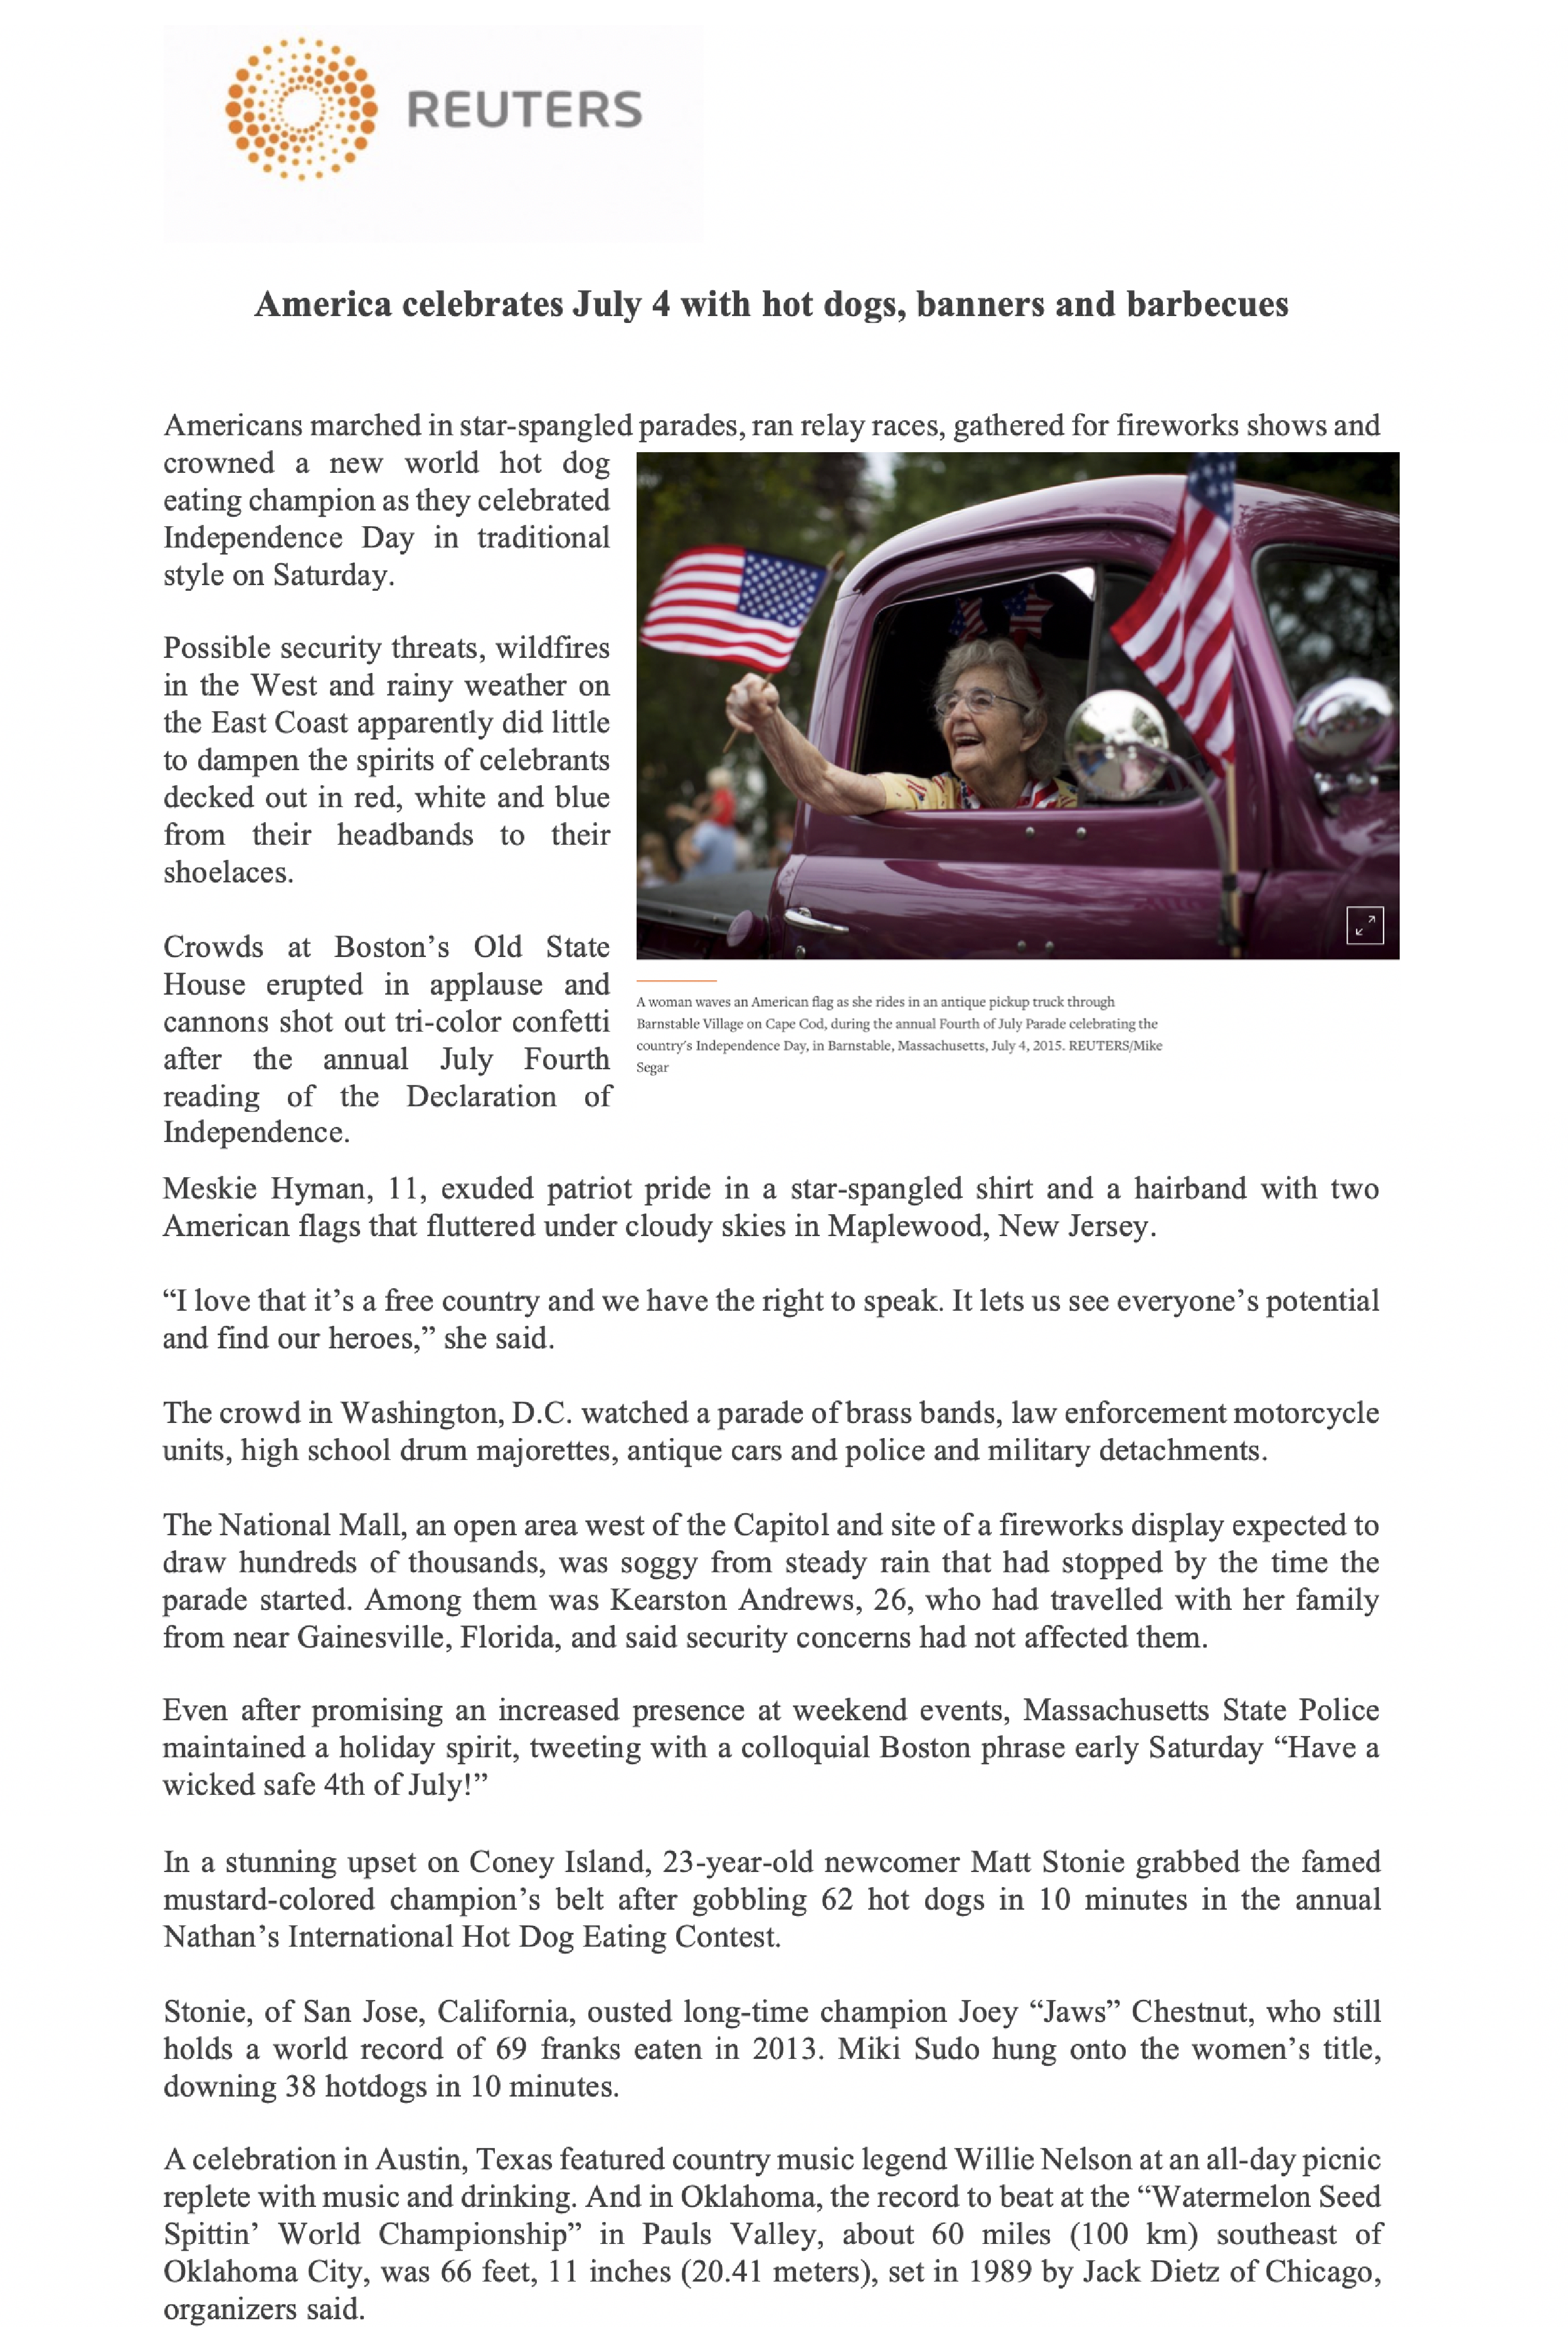 REUTERS
America celebrates July 4 with hot dogs, banners and barbecues
Americans marched in star-spangled parades, ran relay races, gathered for fireworks shows and
crowned a new world hot dog
eating champion as they celebrated
Independence Day in traditional
style on Saturday.
Possible security threats, wildfires
in the West and rainy weather on
the East Coast apparently did little
to dampen the spirits of celebrants
decked out in red, white and blue
from their headbands to their
shoelaces.
Crowds at Boston’s Old State
House erupted in applause and
cannons shot out tri-color confetti
after the annual July Fourth
reading of the Declaration of
Independence.
A woman waves an American flag as she rides in an antique pickup truck through
Barnstable Village on Cape Cod, during the annual Fourth of July Parade celebrating the
country's Independence Day, in Barnstable, Massachusetts, July 4, 2015. REUTERS/Mike
Segar
Meskie Hyman, 11, exuded patriot pride in a star-spangled shirt and a hairband with two
American flags that fluttered under cloudy skies in Maplewood, New Jersey.
“I love that it’s a free country and we have the right to speak. It lets us see everyone’s potential
and find our heroes,” she said.
The crowd in Washington, D.C. watched a parade of brass bands, law enforcement motorcycle
units, high school drum majorettes, antique cars and police and military detachments.
The National Mall, an open area west of the Capitol and site of a fireworks display expected to
draw hundreds of thousands, was soggy from steady rain that had stopped by the time the
parade started. Among them was Kearston Andrews, 26, who had travelled with her family
from near Gainesville, Florida, and said security concerns had not affected them.
Even after promising an increased presence at weekend events, Massachusetts State Police
maintained a holiday spirit, tweeting with a colloquial Boston phrase early Saturday “Have a
wicked safe 4th of July!”
In a stunning upset on Coney Island, 23-year-old newcomer Matt Stonie grabbed the famed
mustard-colored champion’s belt after gobbling 62 hot dogs in 10 minutes in the annual
Nathan’s International Hot Dog Eating Contest.
Stonie, of San Jose, California, ousted long-time champion Joey “Jaws” Chestnut, who still
holds a world record of 69 franks eaten in 2013. Miki Sudo hung onto the women’s title,
downing 38 hotdogs in 10 minutes.
A celebration in Austin, Texas featured country music legend Willie Nelson at an all-day picnic
replete with music and drinking. And in Oklahoma, the record to beat at the “Watermelon Seed
Spittin’ World Championship” in Pauls Valley, about 60 miles (100 km) southeast of
Oklahoma City, was 66 feet, 11 inches (20.41 meters), set in 1989 by Jack Dietz of Chicago,
organizers said.